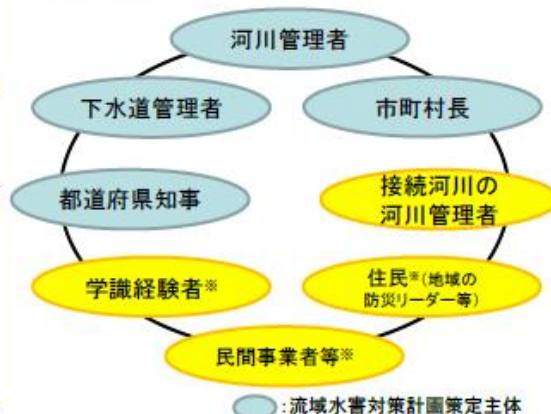 河川管理者
下水道管理者
市町村長
都道府県知事
接続河川の
河川管理者
学識経験者※
住民※(地域の
防災リーダー等)
民間事業者等※
:流域水害対策計画策定主体